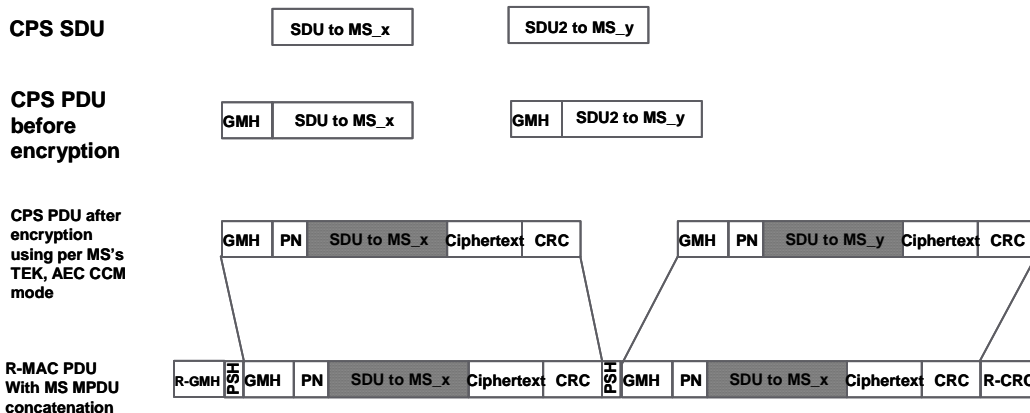 CPS SDU
SDU to MS_x
SDU2 to MS_y
CPS PDU
before
encryption
GMH
SDU to MS_x
GMH
SDU2 to MS_y
CPS PDU after
encryption
using per MS's
TEK, AEC CCM
mode
GMH
PN
SDU to MS_x
Ciphertext
CRC
GMH
PN
SDU to MS_y
Ciphertext
CRC
R-MAC PDU
With MS MPDU
concatenation
R-GMH
PSH
GMH
PN
SDU to MS_x
Ciphertext
CRC
PSH
GMH
PN
SDU to MS_x
Ciphertext
CRC
R-CRC